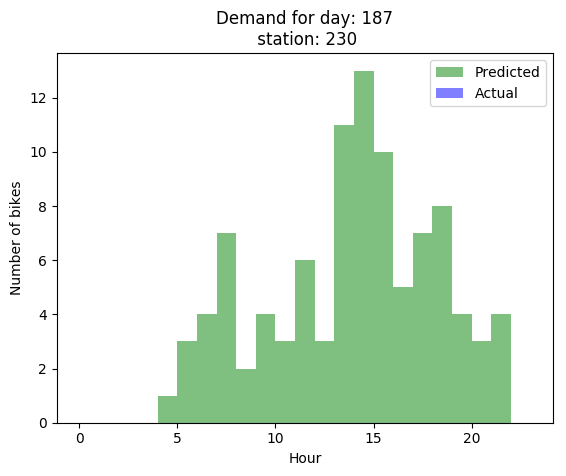 Demand for day: 187
station: 230
Predicted
Actual
Number of bikes
12
10
8
6
4
2
0
0
5
10
15
20
Hour